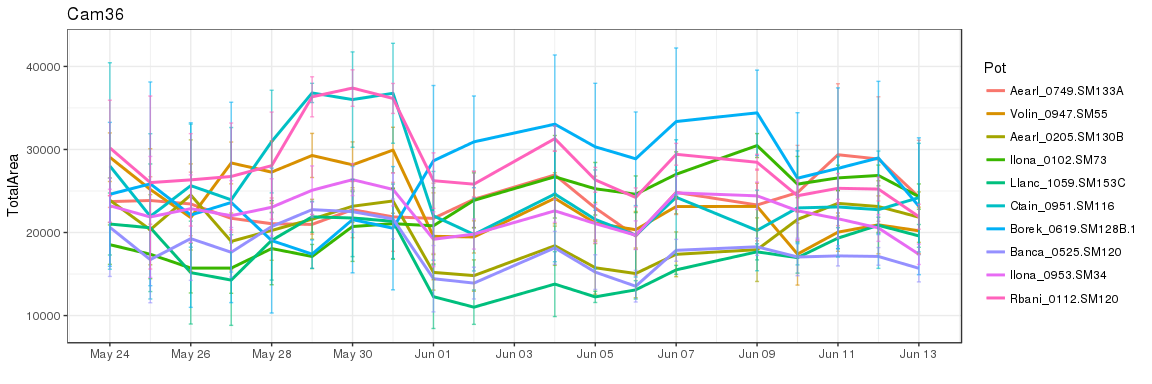 Cam36
TotalArea
40000
30000
20000
10000
May 24
May 26
May 28
May 30
Jun 01
Jun 03
Jun 05
Jun 07
Jun 09
Jun 11
Jun 13
Pot
Aearl_0749.SM133A
Volin_0947.SM55
Aearl_0205.SM130B
Ilona_0102.SM73
Llanc_1059.SM153C
Ctain_0951.SM116
Borek_0619.SM128B.1
Banca_0525.SM120
Ilona_0953.SM34
Rbani_0112.SM120